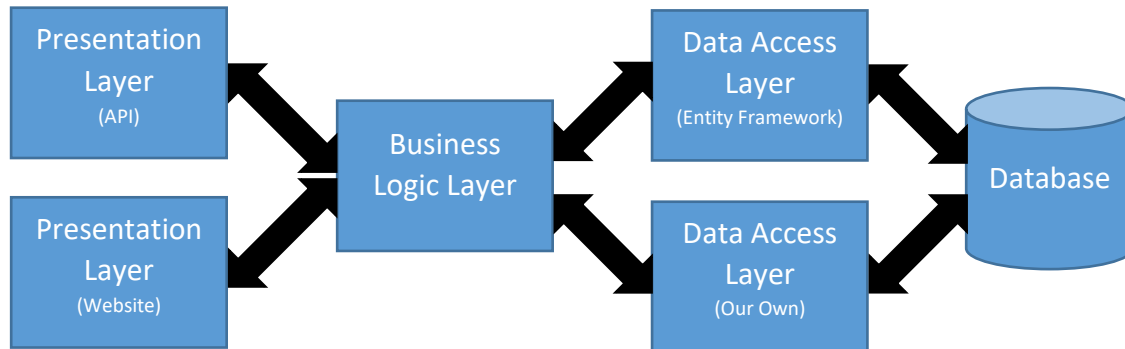 Presentation
Layer
(API)
Presentation
Layer
(Website)
Business
Logic Layer
Data Access
Layer
(Entity Framework)
Data Access
Layer
(Our Own)
Database